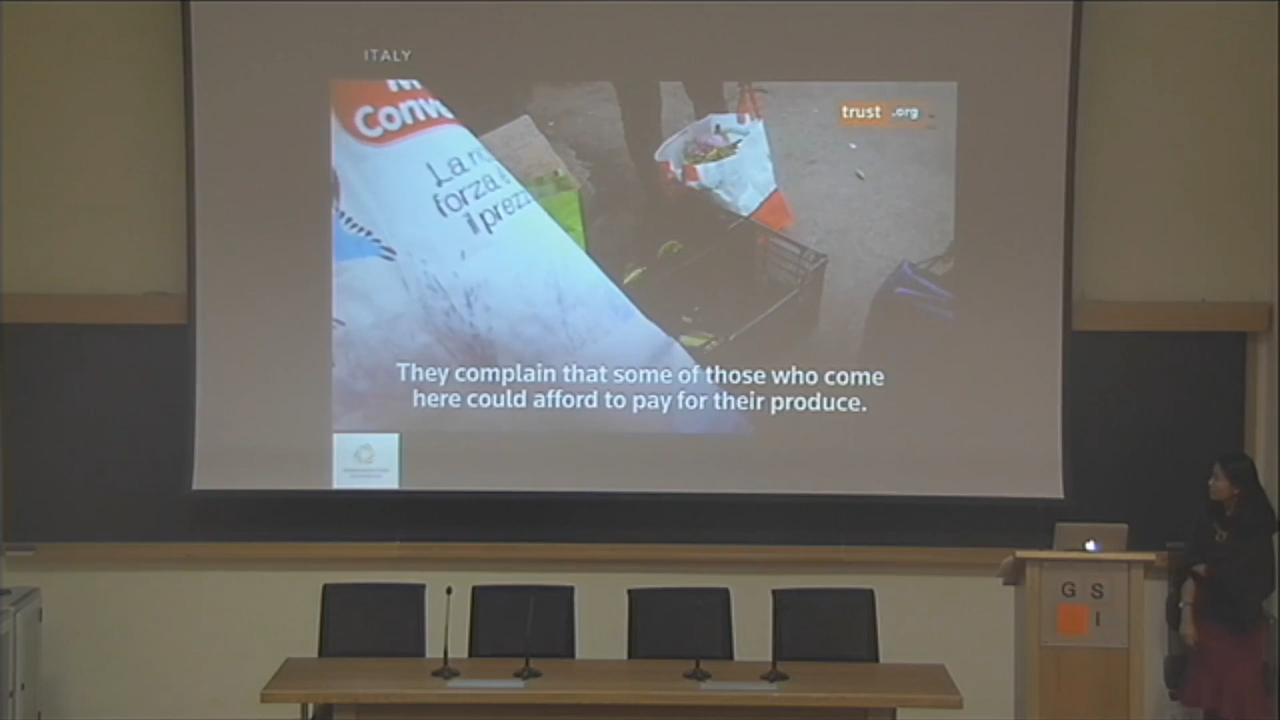 ITALY
trust .org
Conv
La
forza
il prezz
They complain that some of those who come
here could afford to pay for their produce.
G S
I